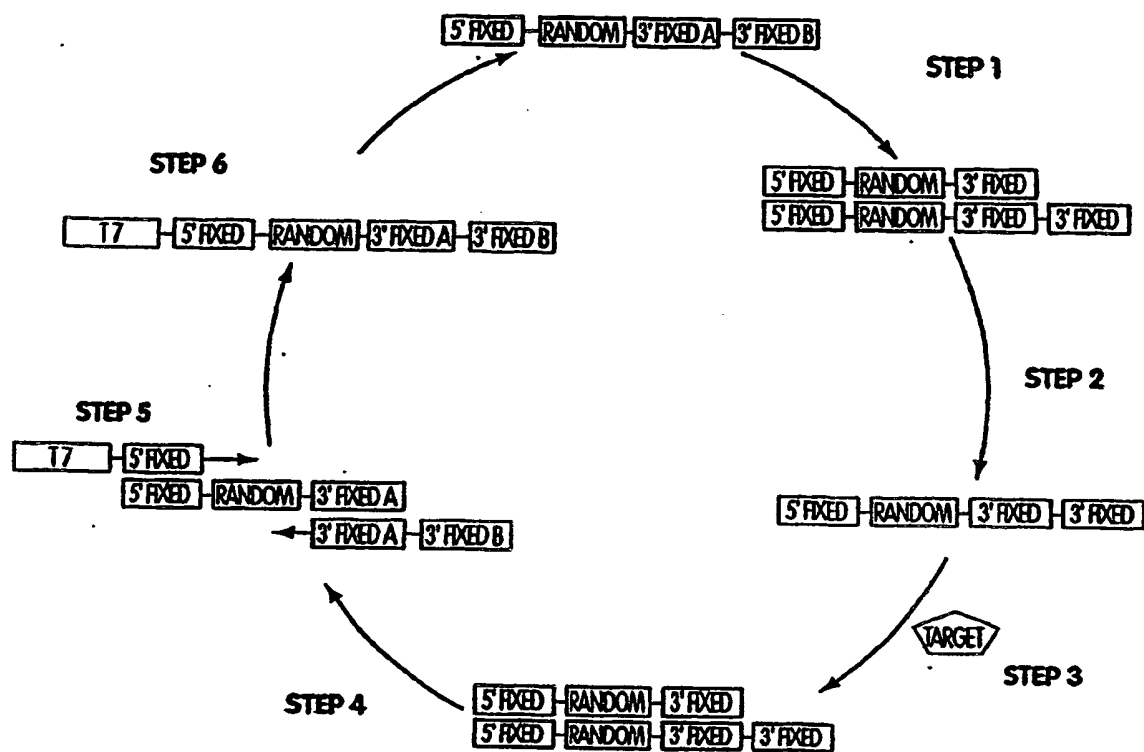 5' FIXED RANDOM 3' FIXED A 3' FIXED B
STEP 1
5' FIXED RANDOM 3' FIXED
5' FIXED RANDOM 3' FIXED 3' FIXED
STEP 2
5' FIXED RANDOM 3' FIXED 3' FIXED
TARGET
STEP 3
5' FIXED RANDOM 3' FIXED
5' FIXED RANDOM 3' FIXED 3' FIXED
STEP 4
STEP 5
T7 5' FIXED
5' FIXED RANDOM 3' FIXED A
3' FIXED A 3' FIXED B
STEP 6
T7 5' FIXED RANDOM 3' FIXED A 3' FIXED B